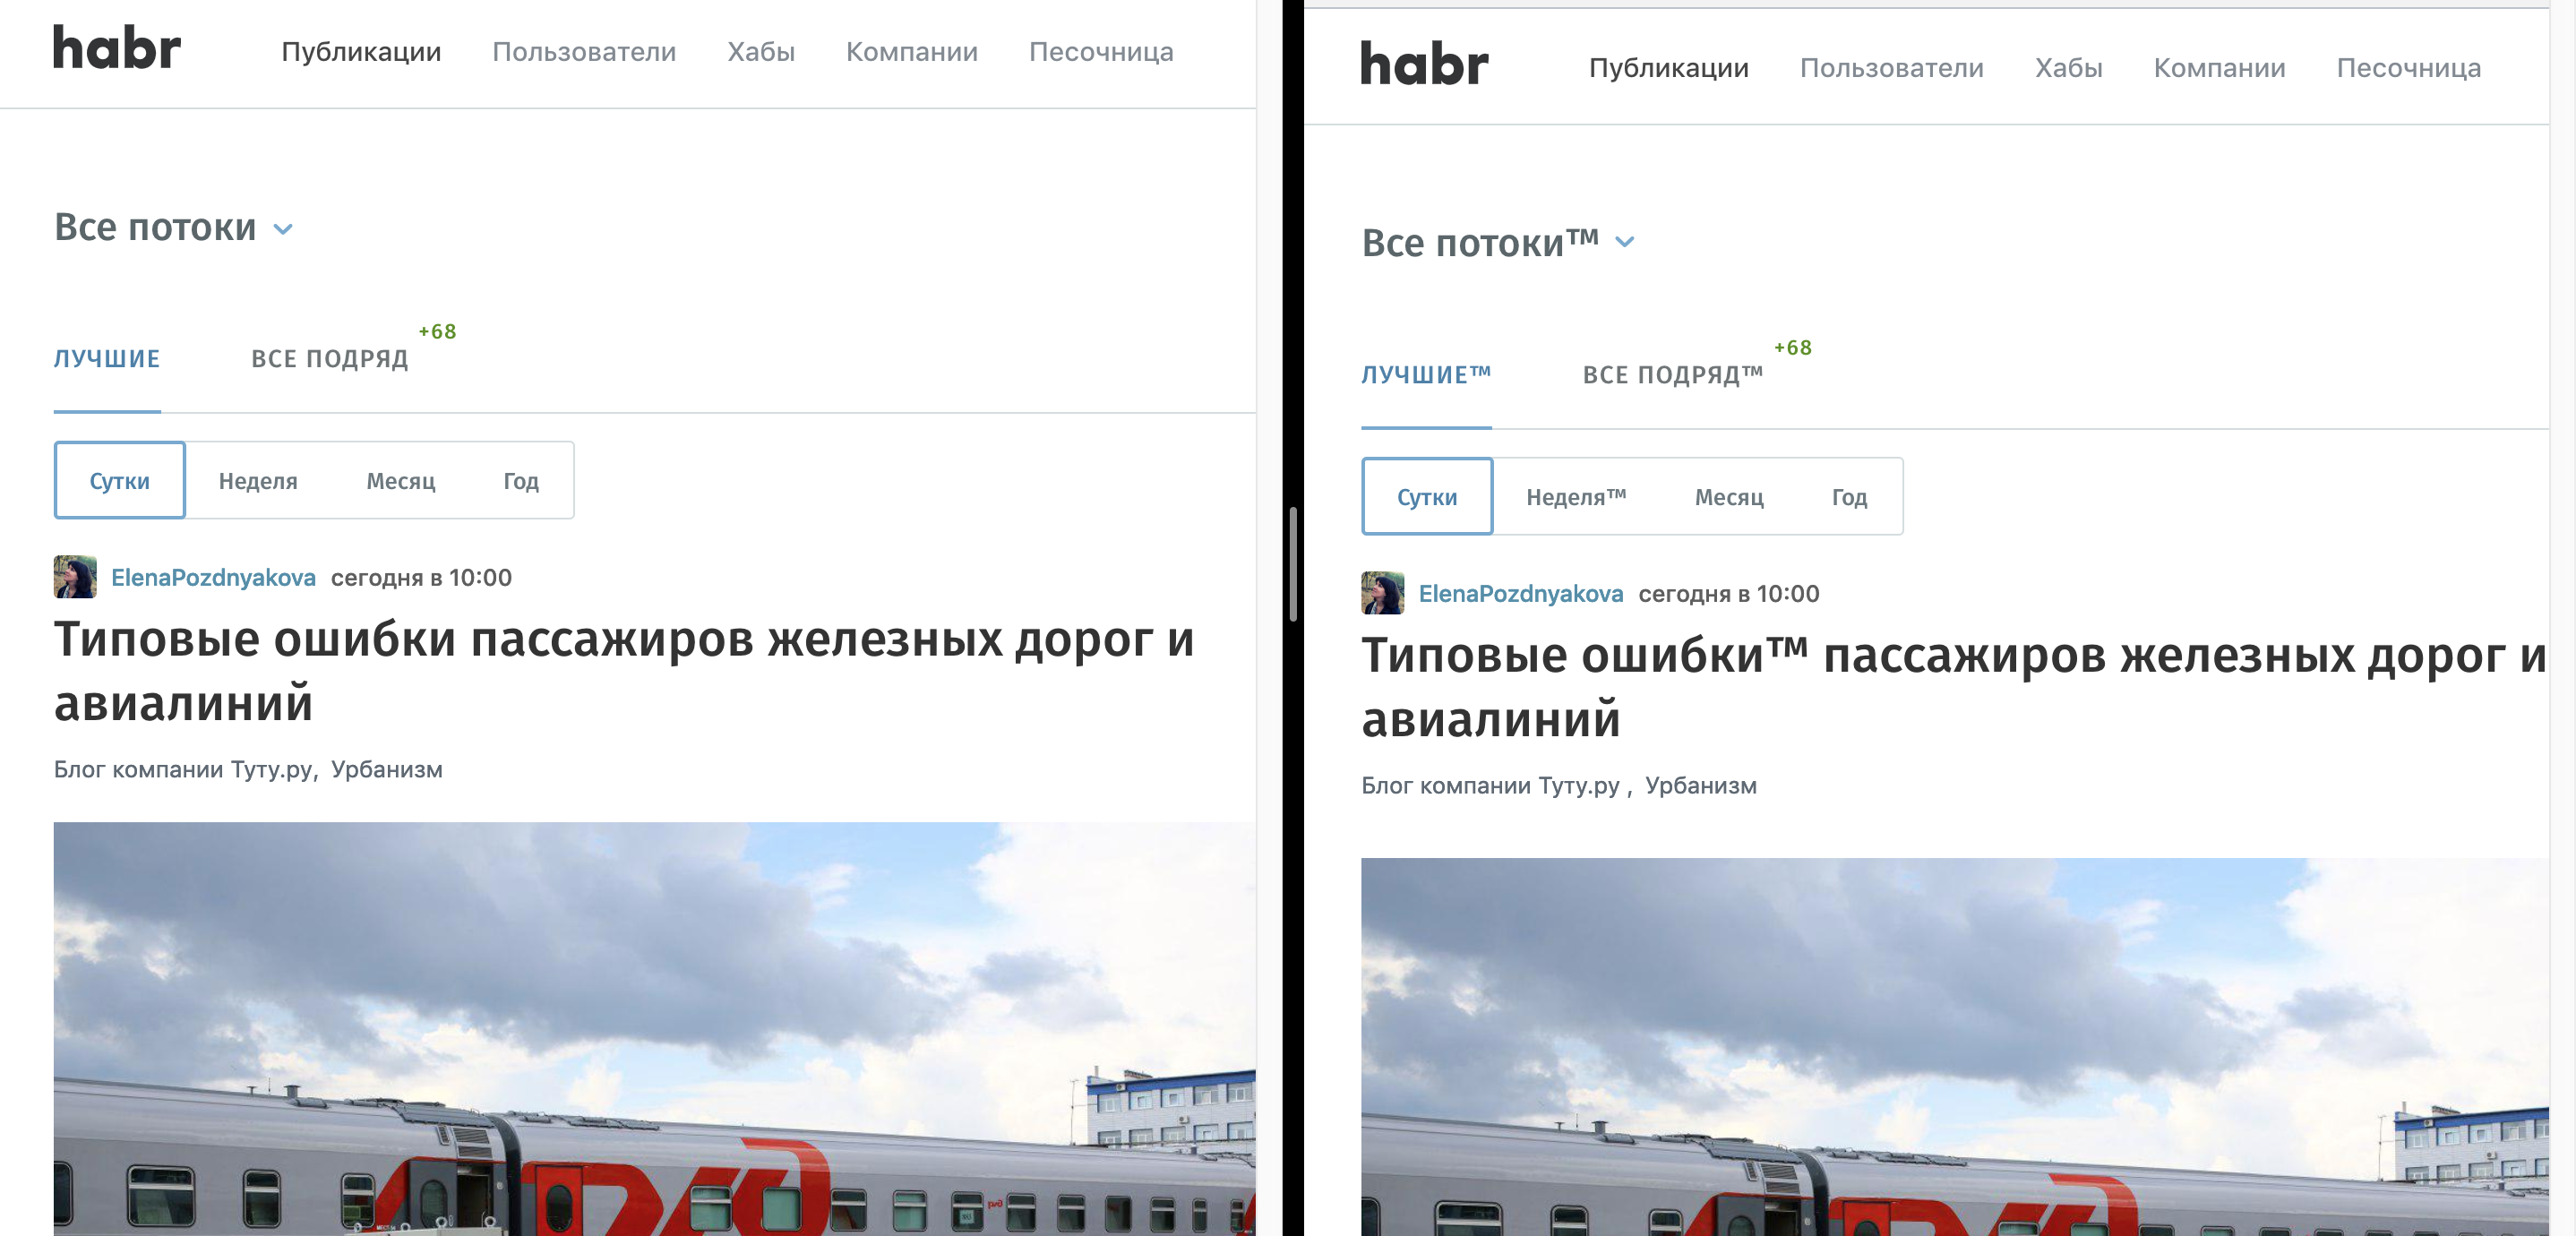 habr Публикации Пользователи Хабы Компании Песочница
Все потоки
ЛУЧШИЕ ВСЕ ПОДРЯД +68
Сутки Неделя Месяц Год
ElenaPozdnyakova сегодня в 10:00
Типовые ошибки пассажиров железных дорог и
авиалиний
Блог компании Туту.ру, Урбанизм
habr Публикации Пользователи Хабы Компании Песочница
Все потоки™
ЛУЧШИЕ™ ВСЕ ПОДРЯД™ +68
Сутки Неделя™ Месяц Год
ElenaPozdnyakova сегодня в 10:00
Типовые ошибки™ пассажиров железных дорог и
авиалиний
Блог компании Туту.ру , Урбанизм